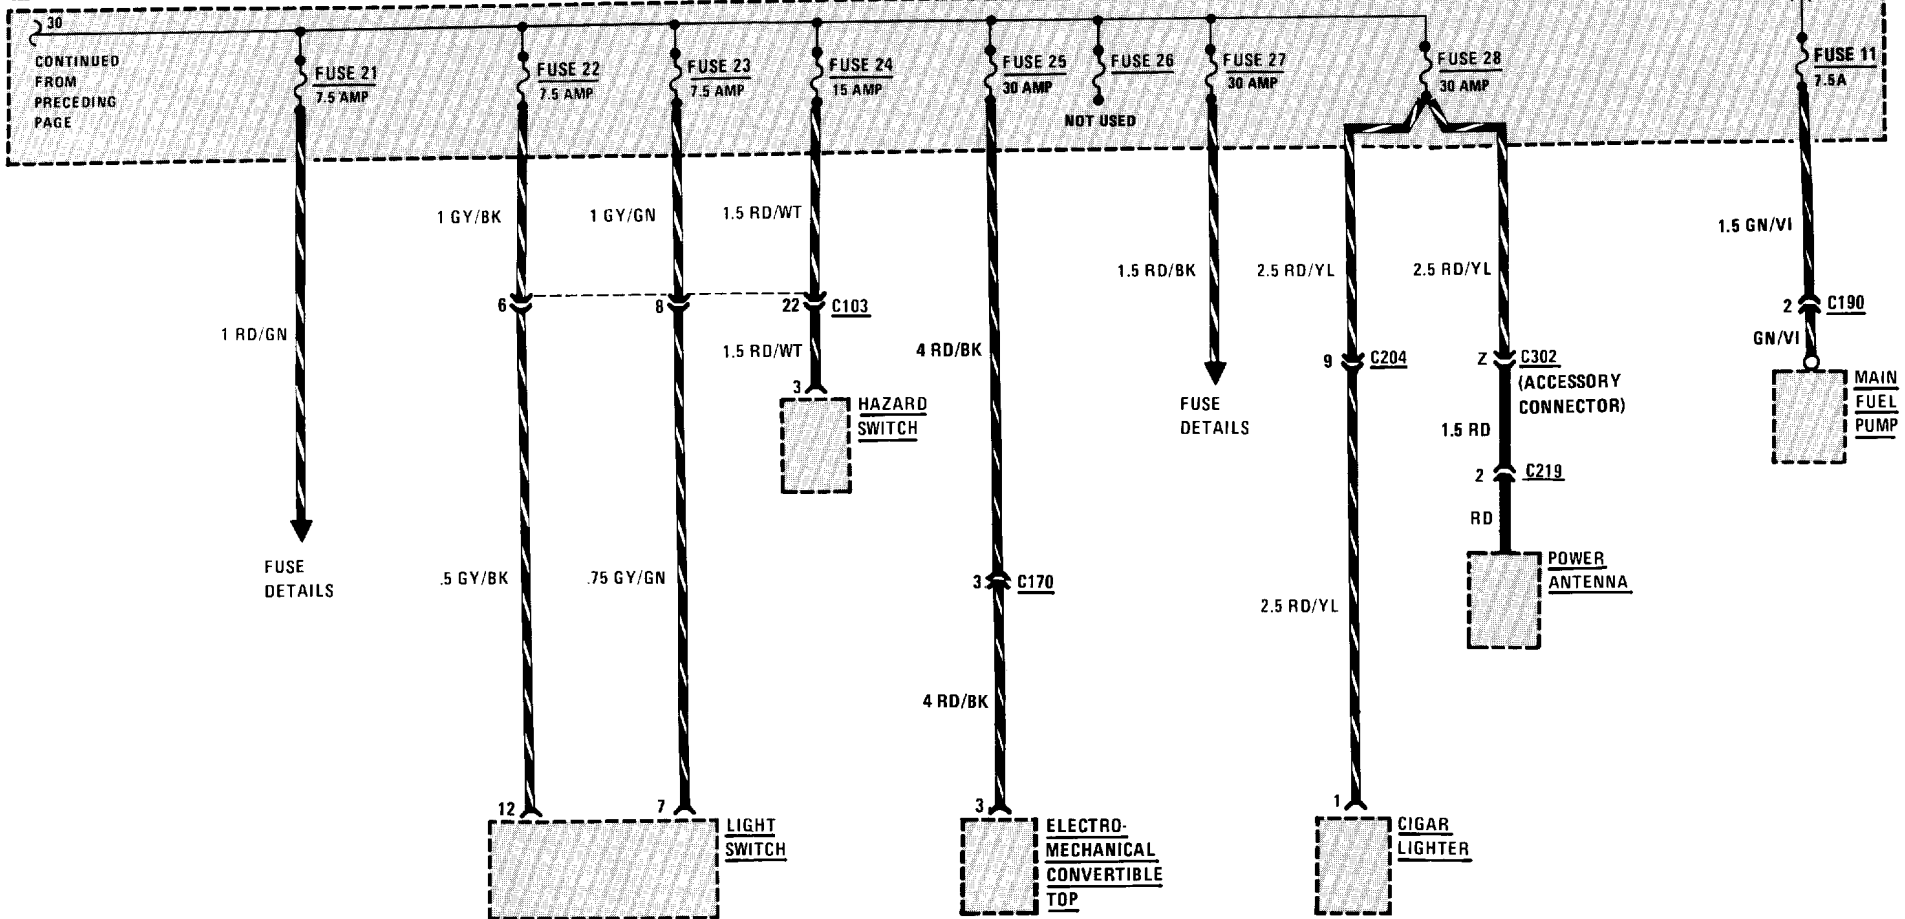 30
CONTINUED
FROM
PRECEDING
PAGE
FUSE 21
7.5 AMP
FUSE 22
7.5 AMP
FUSE 23
7.5 AMP
FUSE 24
15 AMP
FUSE 25
30 AMP
FUSE 26
NOT USED
FUSE 27
30 AMP
FUSE 28
30 AMP
FUSE 11
7.5A
1 GY/BK
1 GY/GN
1.5 RD/WT
1.5 GN/VI
1.5 RD/BK
2.5 RD/YL
2.5 RD/YL
6
8
22
C103
2
C190
1 RD/GN
1.5 RD/WT
4 RD/BK
GN/VI
9
C204
Z
C302
(ACCESSORY
CONNECTOR)
3
HAZARD
SWITCH
FUSE
DETAILS
MAIN
FUEL
PUMP
1.5 RD
2
C219
RD
FUSE
DETAILS
.5 GY/BK
.75 GY/GN
3
C170
POWER
ANTENNA
2.5 RD/YL
4 RD/BK
12
7
LIGHT
SWITCH
3
ELECTRO-
MECHANICAL
CONVERTIBLE
TOP
1
CIGAR
LIGHTER